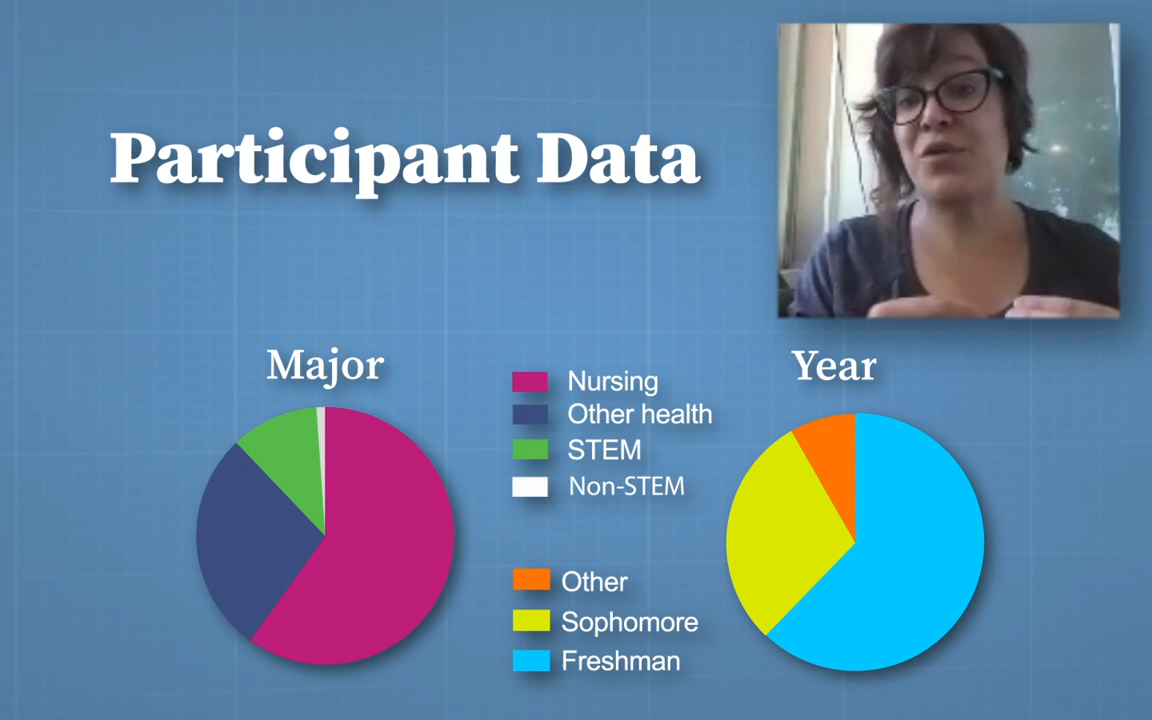 Participant Data
Major
Year
Nursing
Other health
STEM
Non-STEM
Other
Sophomore
Freshman